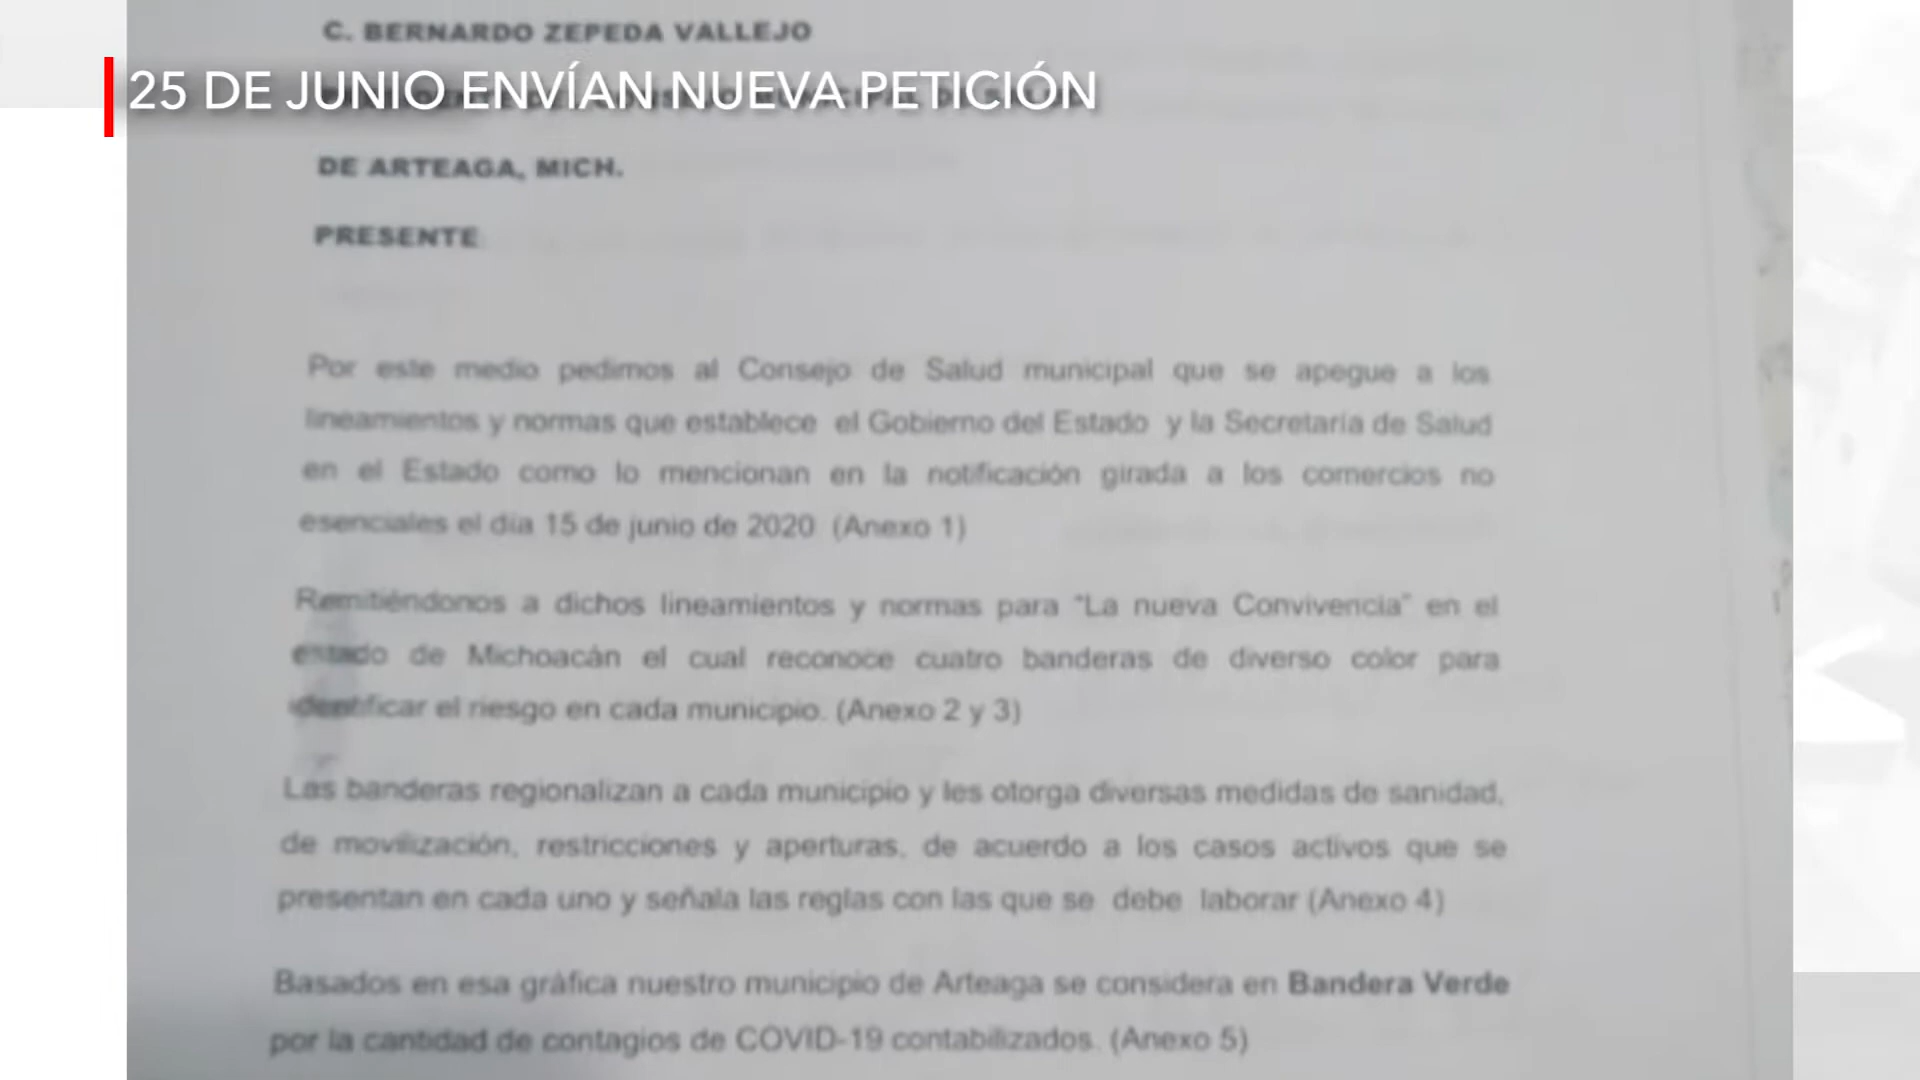 C. BERNARDO ZEPEDA VALLEJO
25 DE JUNIO ENVÍAN NUEVA PETICIÓN
DE ARTEAGA, MICH.
PRESENTE
Por este medio pedimos al Consejo de Salud municipal que se apegue a los
lineamientos y normas que establece el Gobierno del Estado y la Secretaría de Salud
en el Estado como lo mencionan en la notificación girada a los comercios no
esenciales el día 15 de junio de 2020 (Anexo 1)
Remitiéndonos a dichos lineamientos y normas para "La nueva Convivencia" en el
estado de Michoacán el cual reconoce cuatro banderas de diverso color para
identificar el riesgo en cada municipio. (Anexo 2 y 3)
Las banderas regionalizan a cada municipio y les otorga diversas medidas de sanidad,
de movilización, restricciones y aperturas, de acuerdo a los casos activos que se
presentan en cada uno y señala las reglas con las que se debe laborar (Anexo 4)
Basados en esa gráfica nuestro municipio de Arteaga se considera en Bandera Verde
por la cantidad de contagios de COVID-19 contabilizados. (Anexo 5)